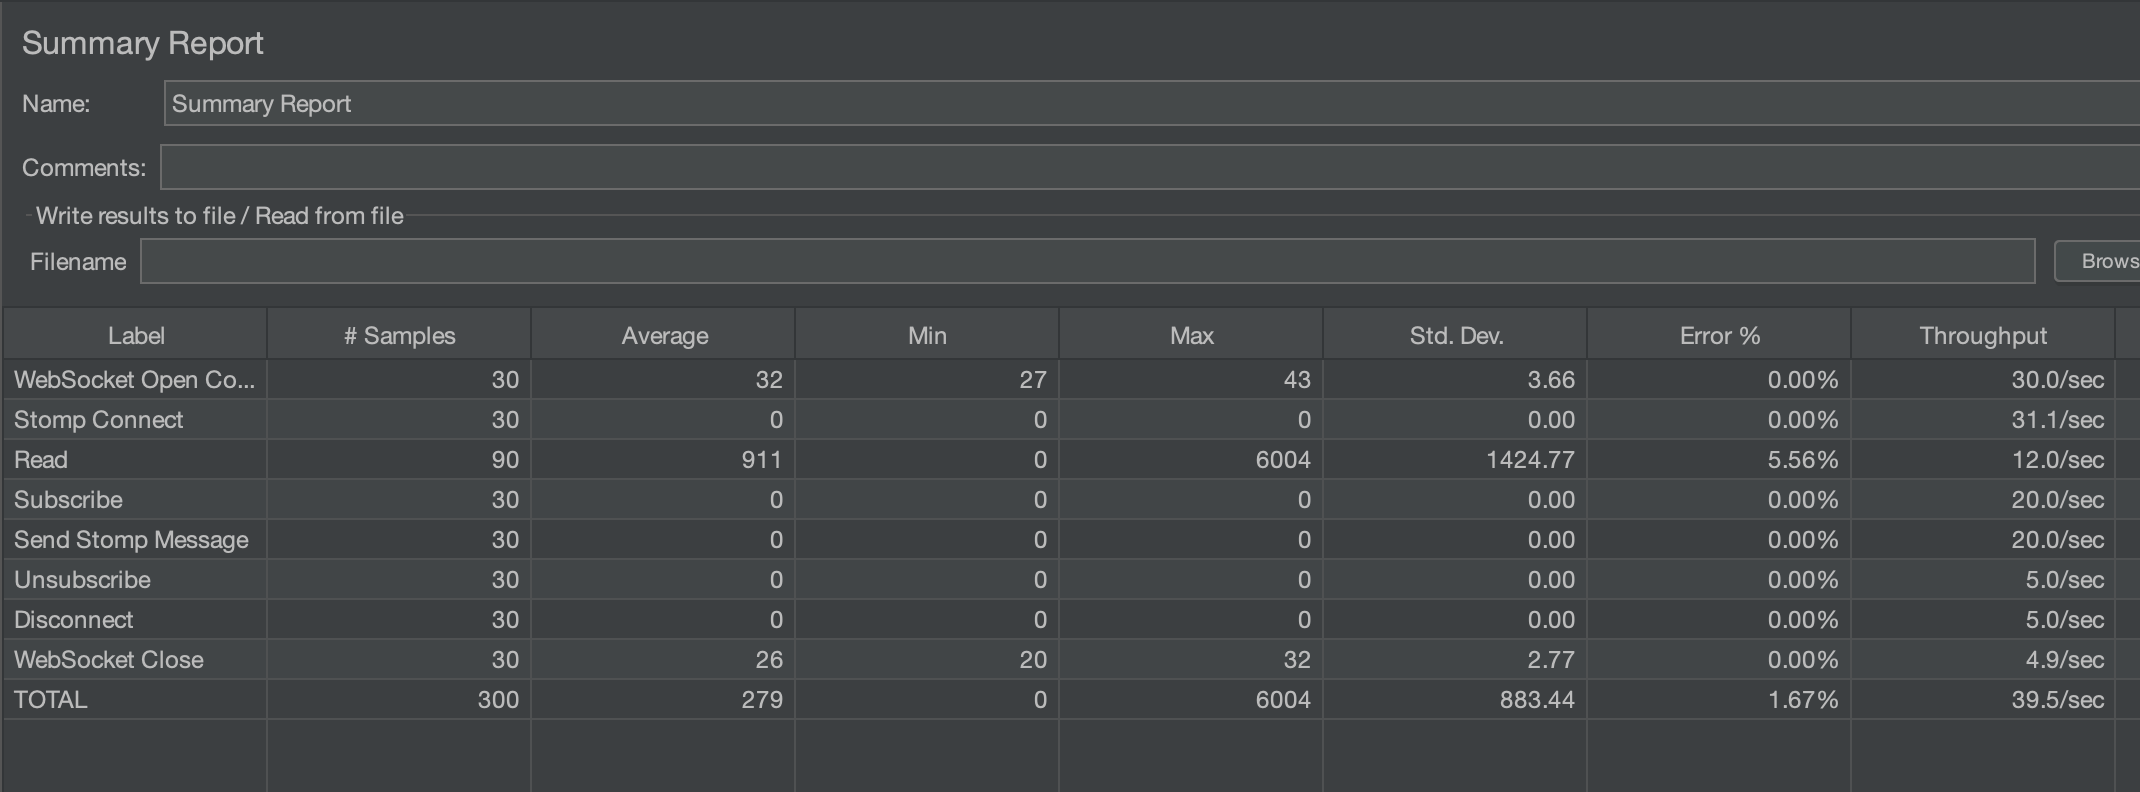 Summary Report
Name: Summary Report
Comments:
Write results to file / Read from file
Filename Brows
Label # Samples Average Min Max Std. Dev. Error % Throughput
WebSocket Open Co... 30 32 27 43 3.66 0.00% 30.0/sec
Stomp Connect 30 0 0 0 0.00 0.00% 31.1/sec
Read 90 911 0 6004 1424.77 5.56% 12.0/sec
Subscribe 30 0 0 0 0.00 0.00% 20.0/sec
Send Stomp Message 30 0 0 0 0.00 0.00% 20.0/sec
Unsubscribe 30 0 0 0 0.00 0.00% 5.0/sec
Disconnect 30 0 0 0 0.00 0.00% 5.0/sec
WebSocket Close 30 26 20 32 2.77 0.00% 4.9/sec
TOTAL 300 279 0 6004 883.44 1.67% 39.5/sec